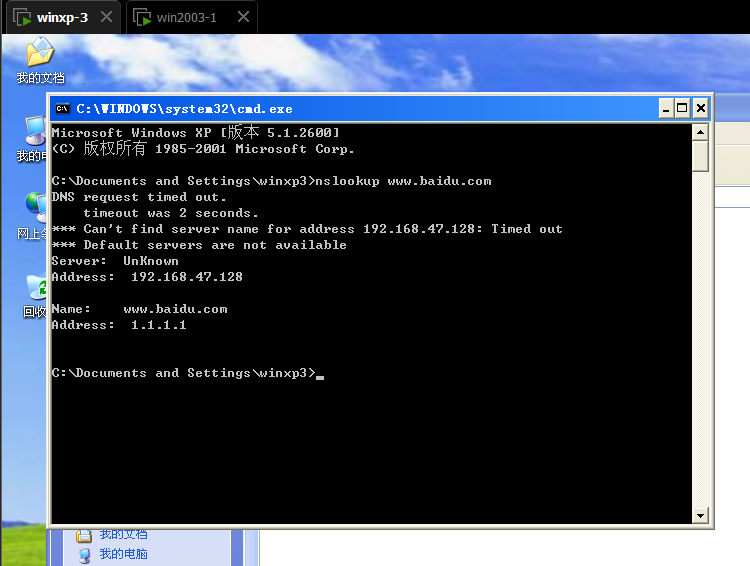 winxp-3
win2003-1
我的文档
C:\WINDOWS\system32\cmd.exe
Microsoft Windows XP [版本 5.1.2600]
(C) 版权所有 1985-2001 Microsoft Corp.
C:\Documents and Settings\winxp3>nslookup www.baidu.com
DNS request timed out.
timeout was 2 seconds.
*** Can't find server name for address 192.168.47.128: Timed out
*** Default servers are not available
Server: UnKnown
Address: 192.168.47.128
Name: www.baidu.com
Address: 1.1.1.1
C:\Documents and Settings\winxp3>
我的
网上
回收
我的文档
我的电脑